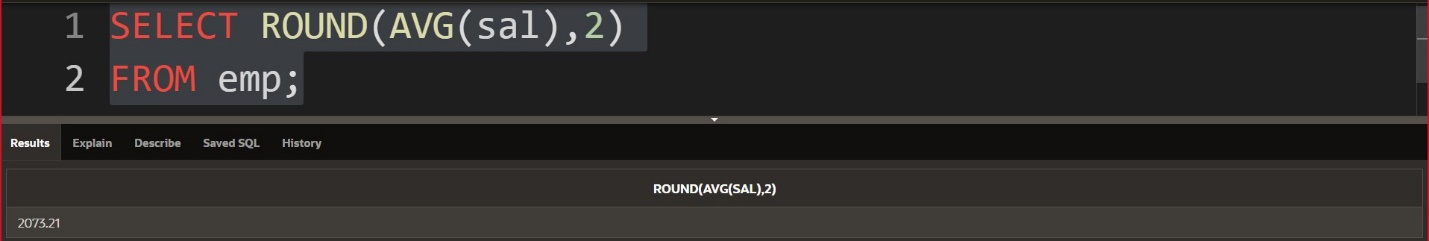 1 SELECT ROUND(AVG(sal),2)
2 FROM emp;
Results Explain Describe Saved SQL History
ROUND(AVG(SAL),2)
2073.21